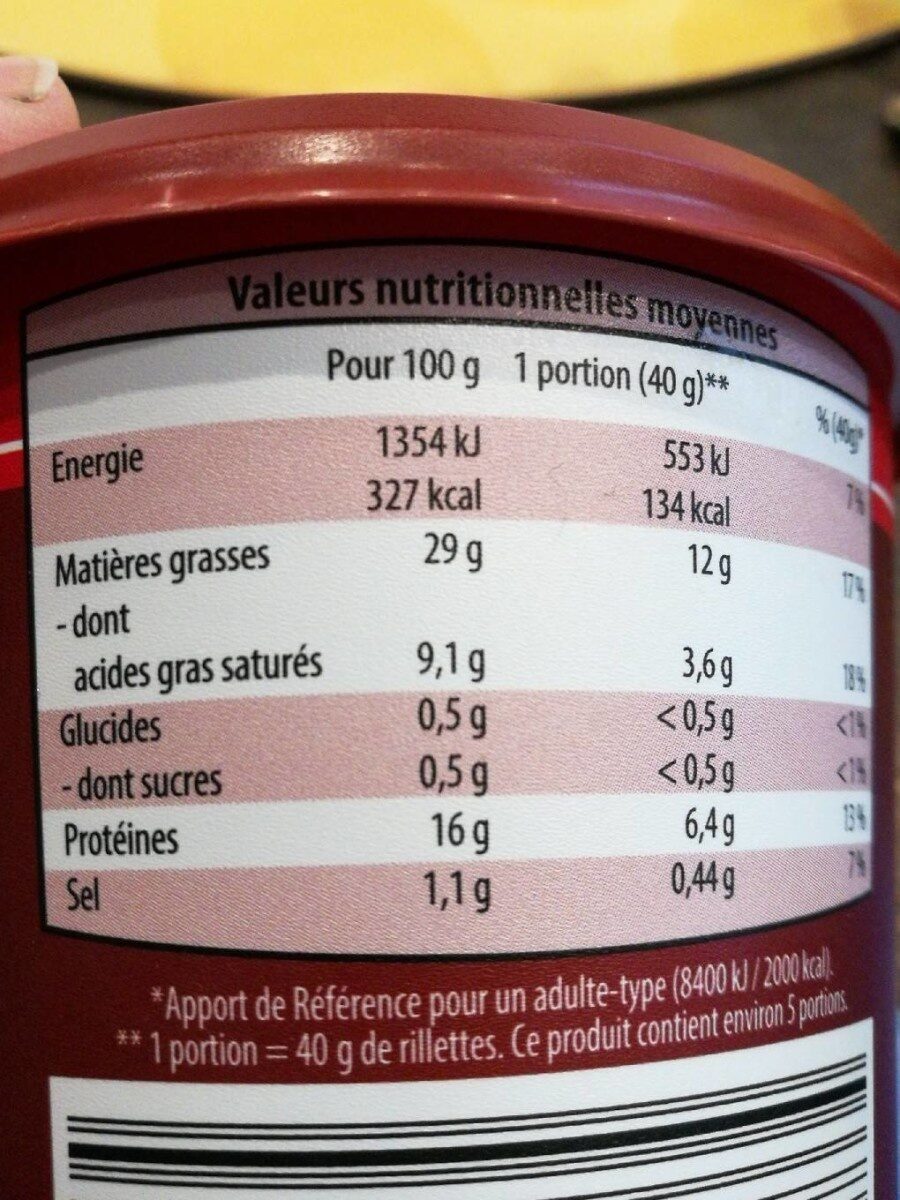 Valeurs nutritionnelles moyennes
Pour 100 g 1 portion (40 g)** % (40g)*
Energie 1354 kJ 553 kJ
327 kcal 134 kcal 7%
Matières grasses 29 g 12 g 17%
- dont
acides gras saturés 9,1 g 3,6 g 18%
Glucides 0,5 g <0,5 g <1%
- dont sucres 0,5 g <0,5 g <1%
Protéines 16 g 6,4 g 13%
Sel 1,1 g 0,44 g 7%
*Apport de Référence pour un adulte-type (8400 kJ / 2000 kcal).
** 1 portion = 40 g de rillettes. Ce produit contient environ 5 portions.